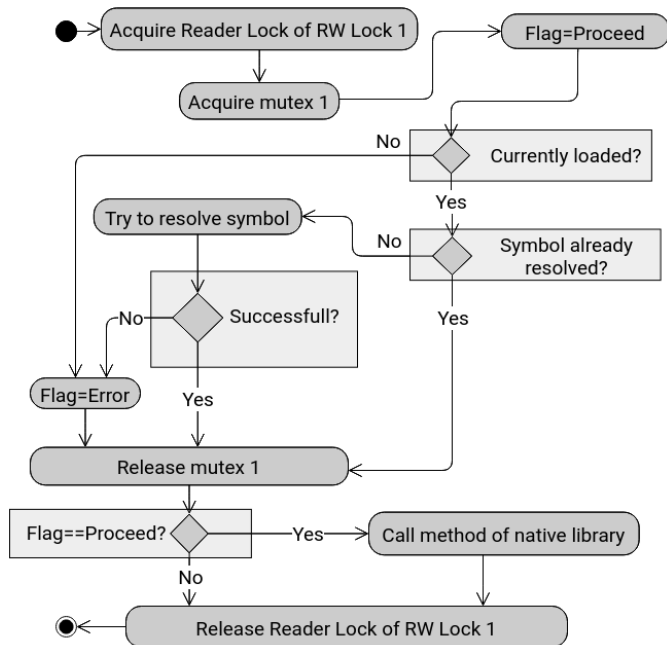 Acquire Reader Lock of RW Lock 1
Flag=Proceed
Acquire mutex 1
No
Currently loaded?
Yes
Try to resolve symbol
No
Symbol already
resolved?
No
Successfull?
Yes
Flag=Error
Yes
Release mutex 1
Flag==Proceed?
Yes
Call method of native library
No
Release Reader Lock of RW Lock 1